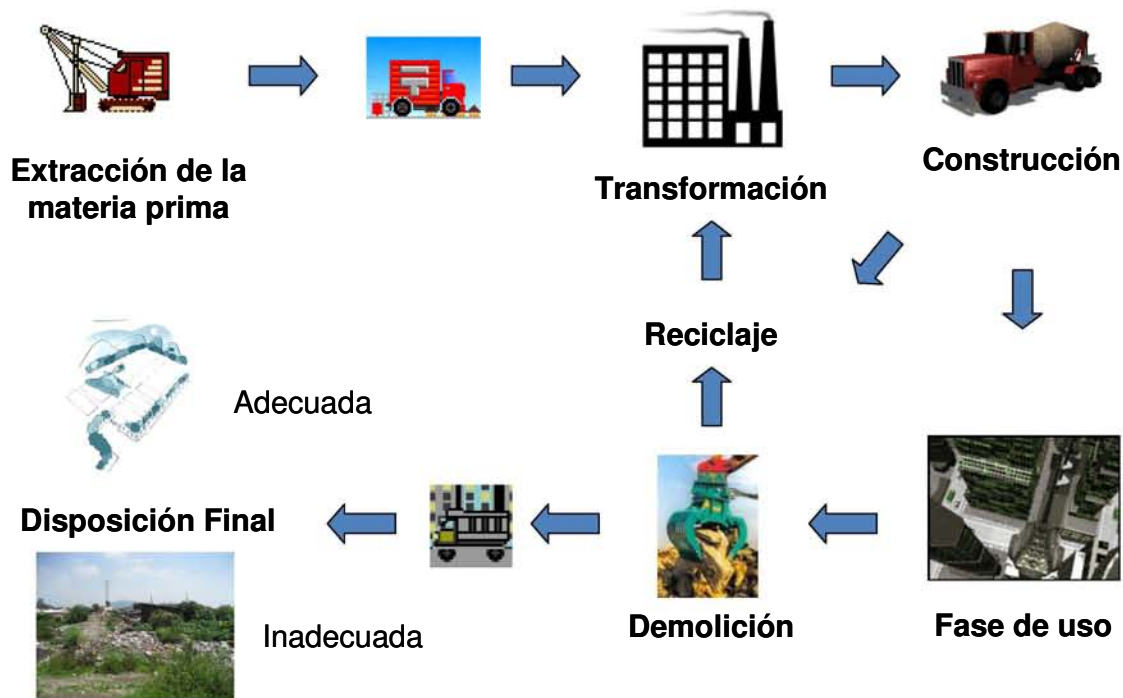 Extracción de la
materia prima
Transformación
Construcción
Reciclaje
Adecuada
Disposición Final
Inadecuada
Demolición
Fase de uso